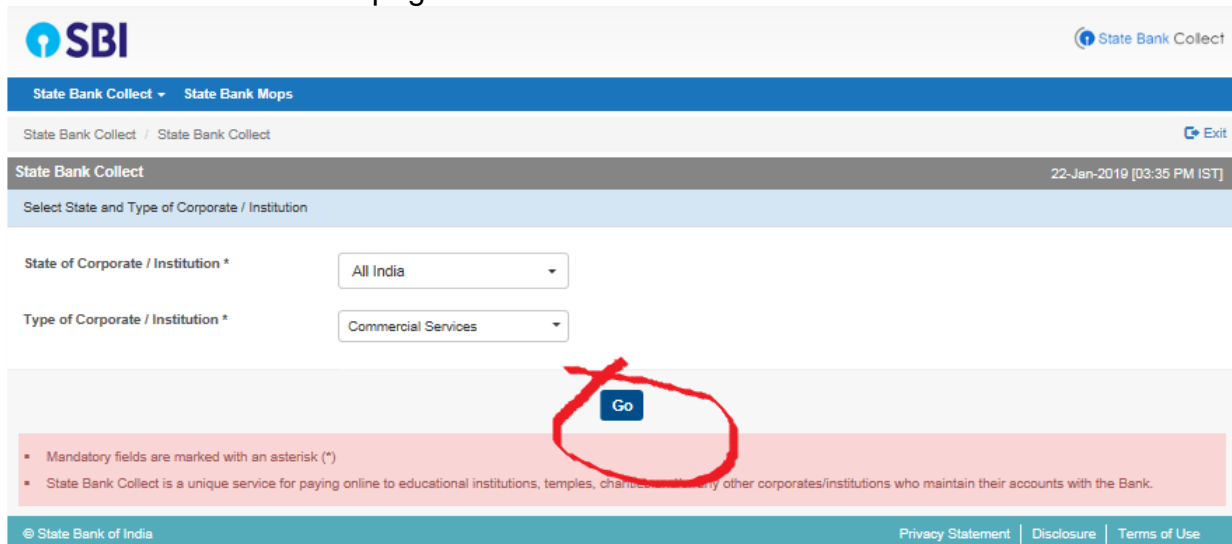 SBI
State Bank Collect
State Bank Collect State Bank Mops
State Bank Collect / State Bank Collect Exit
State Bank Collect 22-Jan-2019 [03:35 PM IST]
Select State and Type of Corporate / Institution
State of Corporate / Institution * All India
Type of Corporate / Institution * Commercial Services
Go
Mandatory fields are marked with an asterisk (*)
State Bank Collect is a unique service for paying online to educational institutions, temples, other corporates/institutions who maintain their accounts with the Bank.
© State Bank of India Privacy Statement | Disclosure | Terms of Use